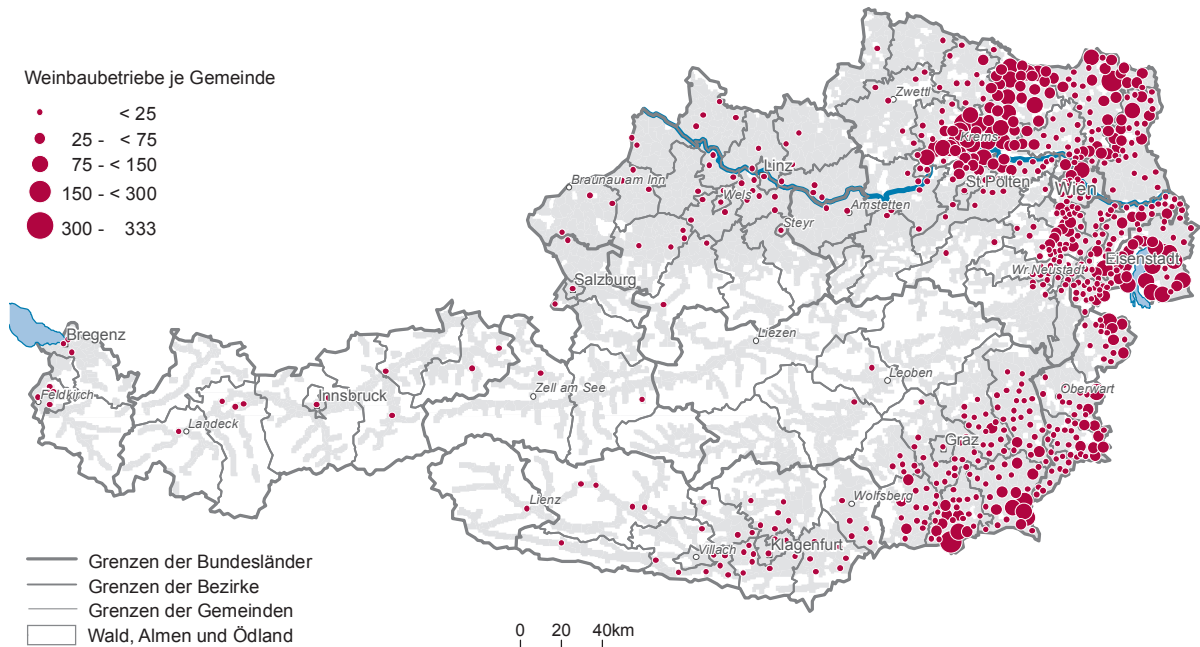 Weinbaubetriebe je Gemeinde
< 25
25 - < 75
75 - < 150
150 - < 300
300 - 333
Zwettl
Krems
Linz
Braunau am Inn
St.Pölten
Wien
Wels
Amstetten
Steyr
Eisenstadt
Wr.Neustadt
Salzburg
Bregenz
Liezen
Leoben
Zell am See
Oberwart
Feldkirch
Innsbruck
Landeck
Graz
Lienz
Wolfsberg
Villach
Klagenfurt
Grenzen der Bundesländer
Grenzen der Bezirke
Grenzen der Gemeinden
Wald, Almen und Ödland
0 20 40km